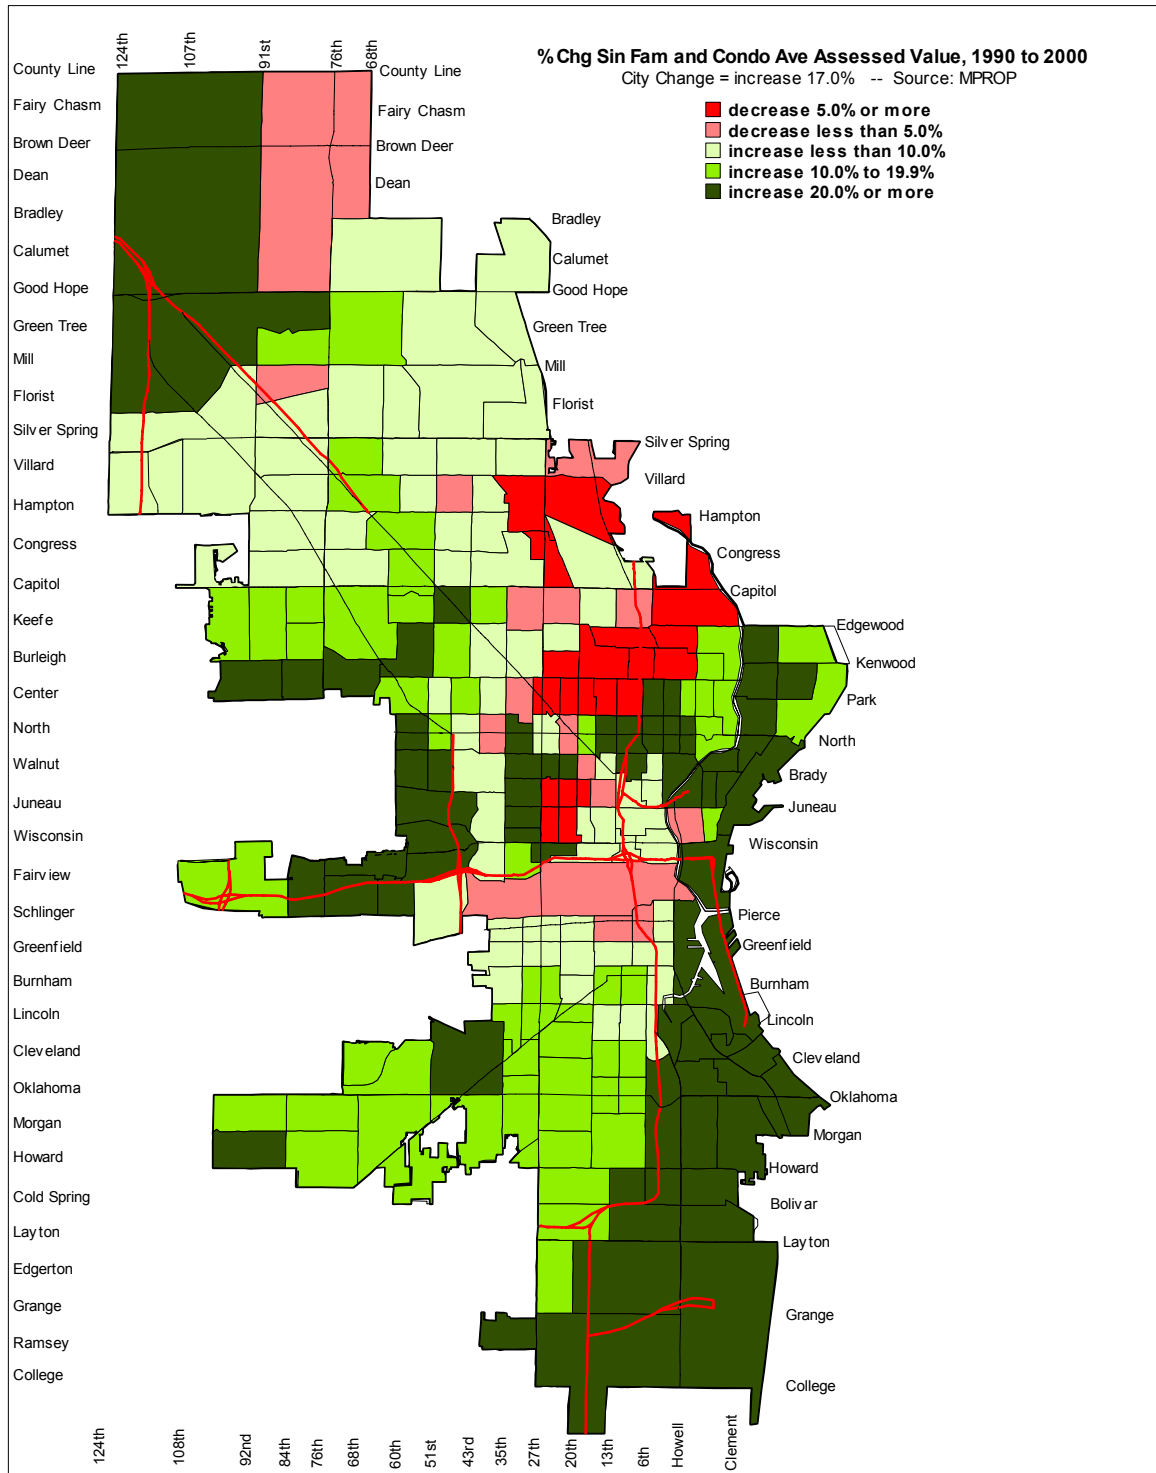 % Chg Sin Fam and Condo Ave Assessed Value, 1990 to 2000
City Change = increase 17.0%  -- Source: MPROP
decrease 5.0% or more
decrease less than 5.0%
increase less than 10.0%
increase 10.0% to 19.9%
increase 20.0% or more
124th
107th
91st
76th
68th
County Line
Fairy Chasm
Brown Deer
Dean
Bradley
Calumet
Good Hope
Green Tree
Mill
Florist
Silver Spring
Villard
Hampton
Congress
Capitol
Keefe
Burleigh
Center
North
Walnut
Juneau
Wisconsin
Fairview
Schlinger
Greenfield
Burnham
Lincoln
Cleveland
Oklahoma
Morgan
Howard
Cold Spring
Layton
Edgerton
Grange
Ramsey
College
County Line
Fairy Chasm
Brown Deer
Dean
Bradley
Calumet
Good Hope
Green Tree
Mill
Florist
Silver Spring
Villard
Hampton
Congress
Capitol
Edgewood
Kenwood
Park
North
Brady
Juneau
Wisconsin
Pierce
Greenfield
Burnham
Lincoln
Cleveland
Oklahoma
Morgan
Howard
Bolivar
Layton
Grange
College
124th
108th
92nd
84th
76th
68th
60th
51st
43rd
35th
27th
20th
13th
6th
Howell
Clement